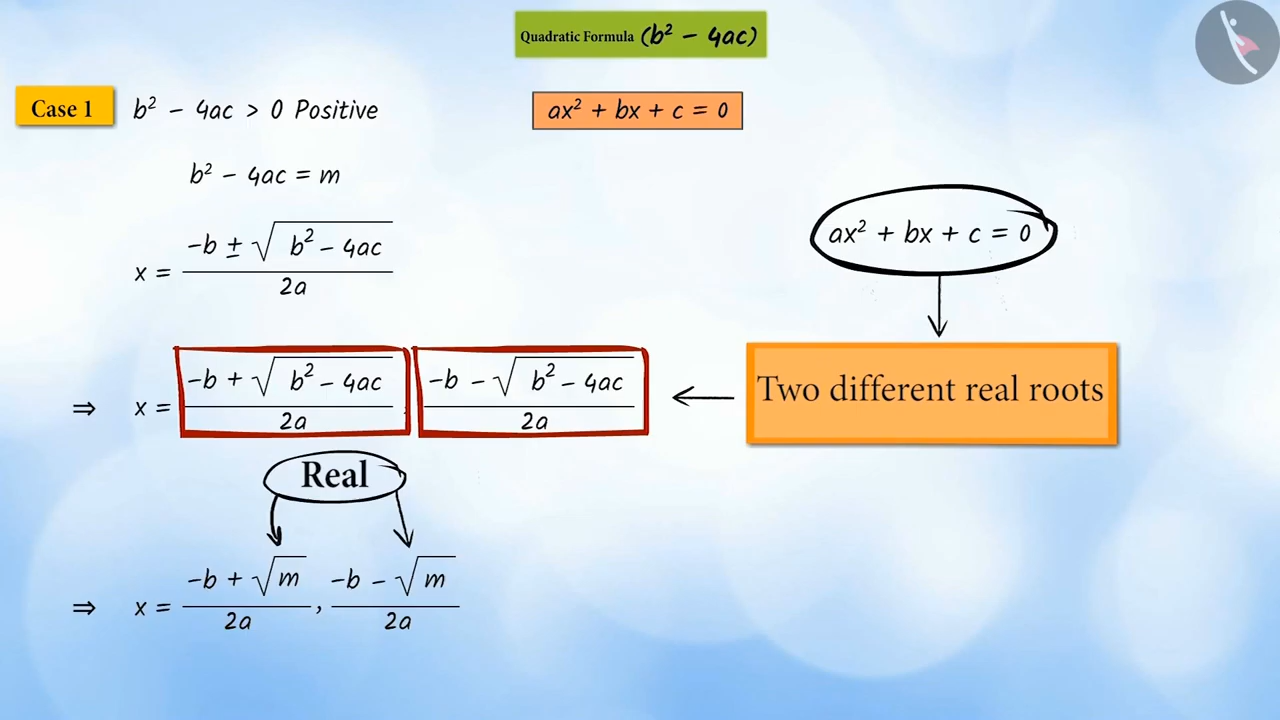 Quadratic Formula (b² − 4ac)
Case 1 b² − 4ac > 0 Positive
ax² + bx + c = 0
b² − 4ac = m
x = (−b ± √(b² − 4ac)) / 2a
ax² + bx + c = 0
Two different real roots
⇒ x = (−b + √(b² − 4ac)) / 2a (−b − √(b² − 4ac)) / 2a
Real
⇒ x = (−b + √m) / 2a , (−b − √m) / 2a